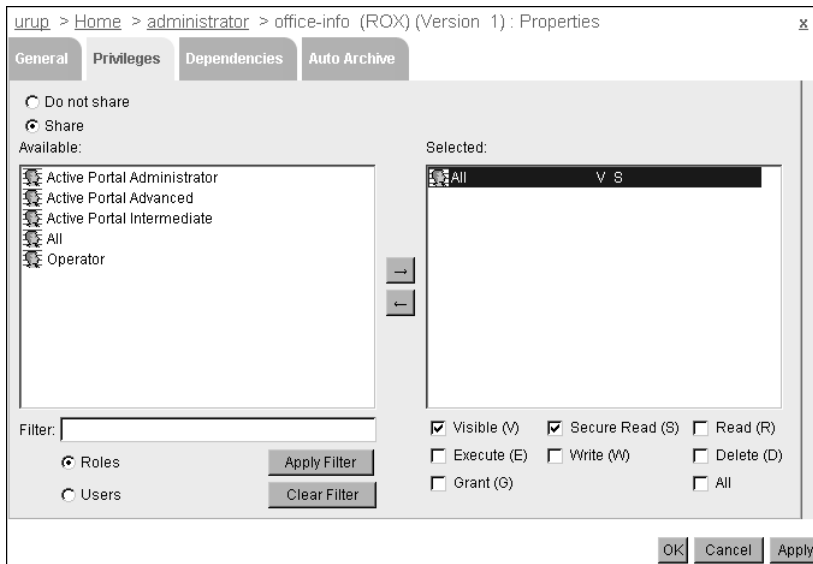 urup > Home > administrator > office-info (ROX) (Version 1) : Properties x
General Privileges Dependencies Auto Archive
Do not share
Share
Available: Selected:
Active Portal Administrator
Active Portal Advanced
Active Portal Intermediate
All
Operator
All V S
→
←
Filter:
Visible (V) Secure Read (S) Read (R)
Roles Apply Filter Execute (E) Write (W) Delete (D)
Users Clear Filter Grant (G) All
OK Cancel Apply